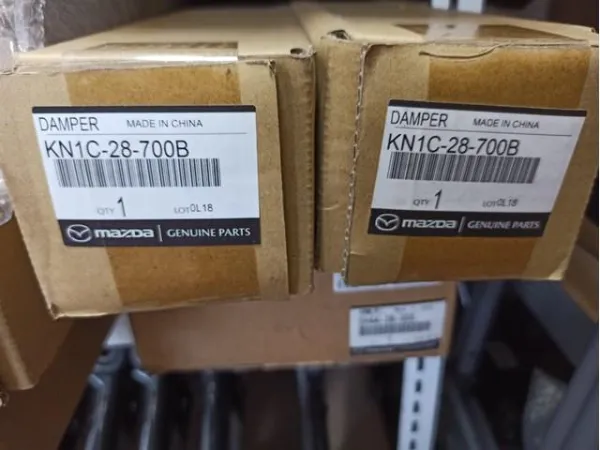 DAMPER MADE IN CHINA
KN1C-28-700B
QTY 1 LOT 0L18
mazda GENUINE PARTS
DAMPER MADE IN CHINA
KN1C-28-700B
QTY 1 LOT 0L18
mazda GENUINE PARTS